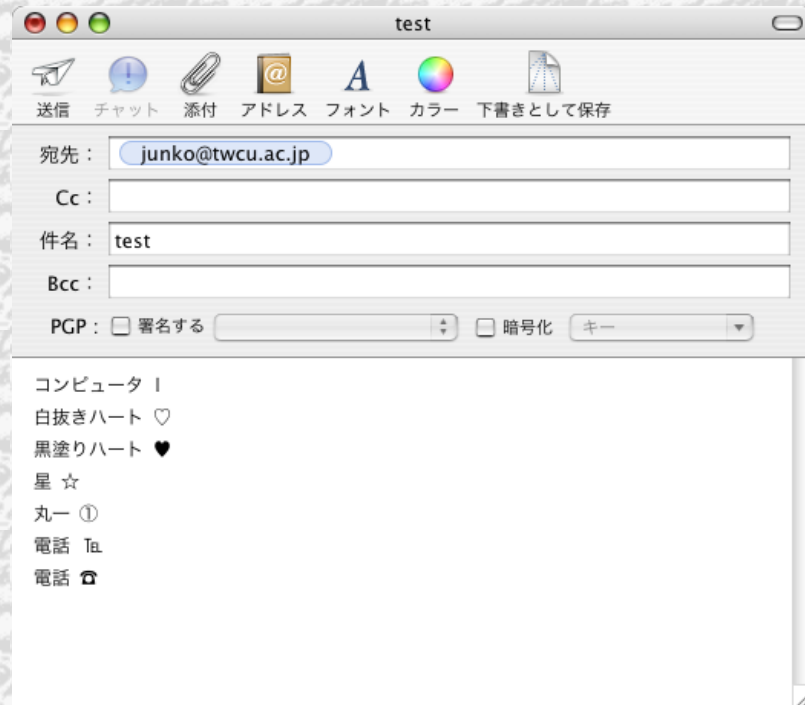 test
送信 チャット 添付 アドレス フォント カラー 下書きとして保存
宛先： junko@twcu.ac.jp
Cc：
件名： test
Bcc：
PGP： 署名する 暗号化 キー
コンピュータ Ⅰ
白抜きハート ♡
黒塗りハート ♥
星 ☆
丸一 ①
電話 ℡
電話 ☎